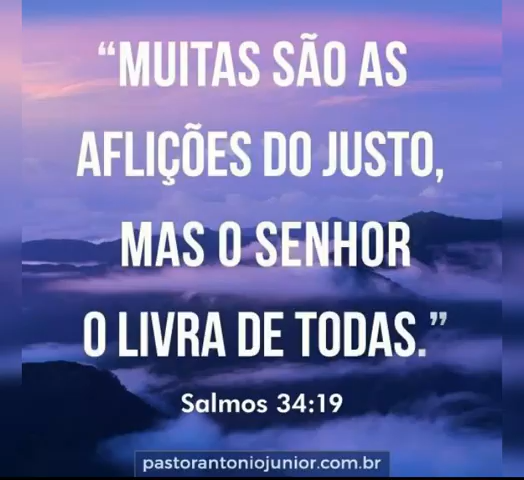 “MUITAS SÃO AS
AFLIÇÕES DO JUSTO,
MAS O SENHOR
O LIVRA DE TODAS.”
Salmos 34:19
pastorantoniojunior.com.br